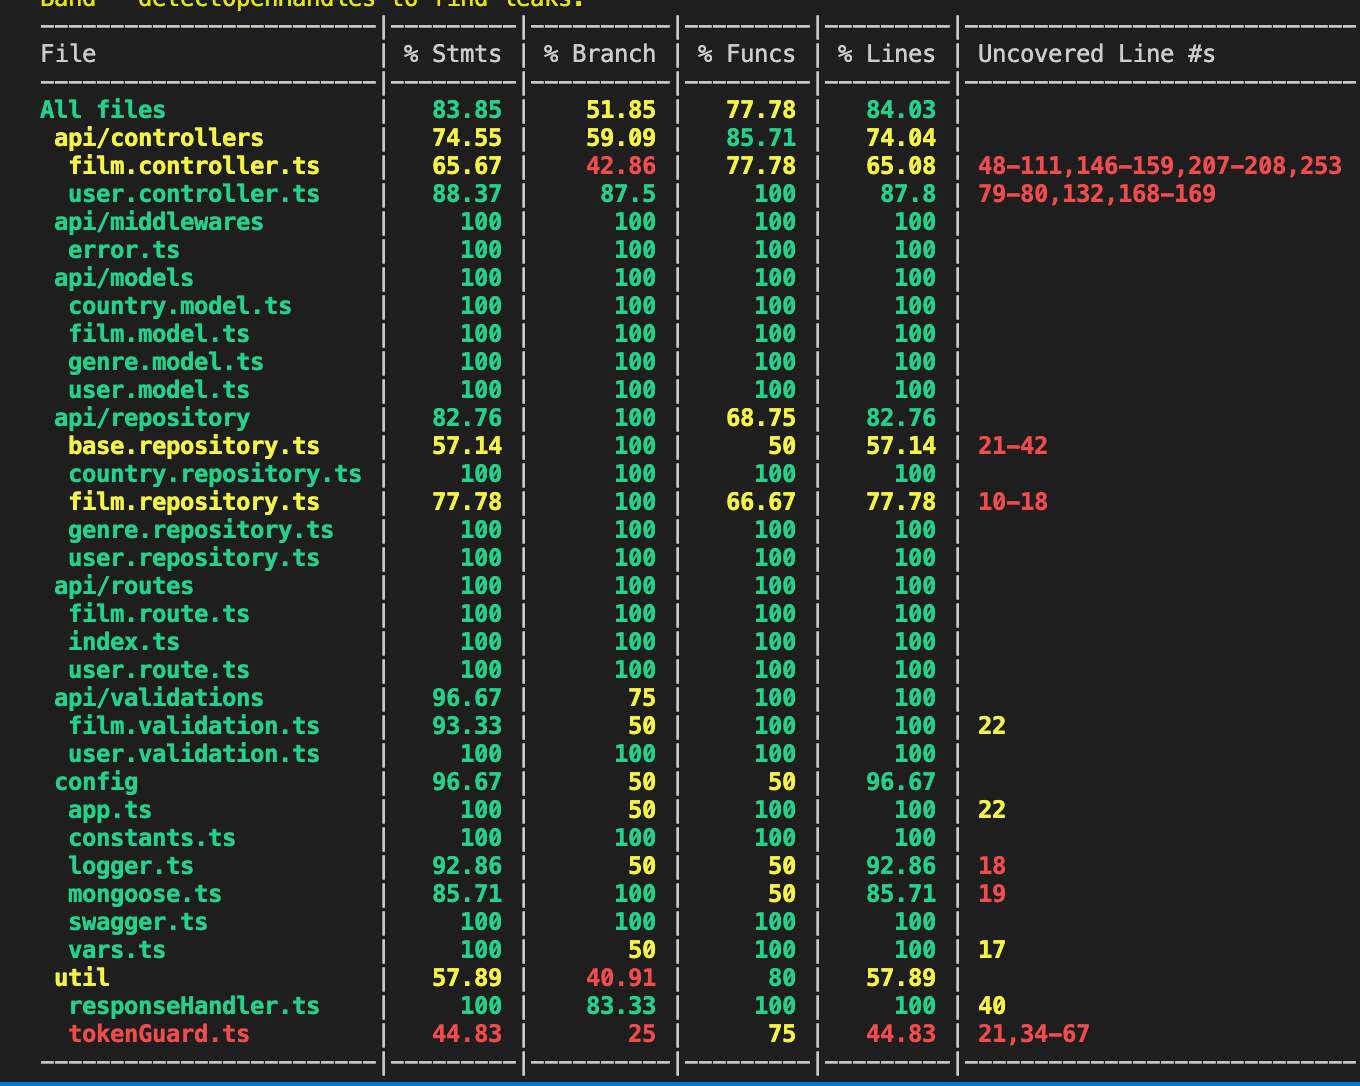 to find leaks.
File | % Stmts | % Branch | % Funcs | % Lines | Uncovered Line #s
All files | 83.85 | 51.85 | 77.78 | 84.03 |
api/controllers | 74.55 | 59.09 | 85.71 | 74.04 |
film.controller.ts | 65.67 | 42.86 | 77.78 | 65.08 | 48-111,146-159,207-208,253
user.controller.ts | 88.37 | 87.5 | 100 | 87.8 | 79-80,132,168-169
api/middlewares | 100 | 100 | 100 | 100 |
error.ts | 100 | 100 | 100 | 100 |
api/models | 100 | 100 | 100 | 100 |
country.model.ts | 100 | 100 | 100 | 100 |
film.model.ts | 100 | 100 | 100 | 100 |
genre.model.ts | 100 | 100 | 100 | 100 |
user.model.ts | 100 | 100 | 100 | 100 |
api/repository | 82.76 | 100 | 68.75 | 82.76 |
base.repository.ts | 57.14 | 100 | 50 | 57.14 | 21-42
country.repository.ts | 100 | 100 | 100 | 100 |
film.repository.ts | 77.78 | 100 | 66.67 | 77.78 | 10-18
genre.repository.ts | 100 | 100 | 100 | 100 |
user.repository.ts | 100 | 100 | 100 | 100 |
api/routes | 100 | 100 | 100 | 100 |
film.route.ts | 100 | 100 | 100 | 100 |
index.ts | 100 | 100 | 100 | 100 |
user.route.ts | 100 | 100 | 100 | 100 |
api/validations | 96.67 | 75 | 100 | 100 |
film.validation.ts | 93.33 | 50 | 100 | 100 | 22
user.validation.ts | 100 | 100 | 100 | 100 |
config | 96.67 | 50 | 50 | 96.67 |
app.ts | 100 | 50 | 100 | 100 | 22
constants.ts | 100 | 100 | 100 | 100 |
logger.ts | 92.86 | 50 | 50 | 92.86 | 18
mongoose.ts | 85.71 | 100 | 50 | 85.71 | 19
swagger.ts | 100 | 100 | 100 | 100 |
vars.ts | 100 | 50 | 100 | 100 | 17
util | 57.89 | 40.91 | 80 | 57.89 |
responseHandler.ts | 100 | 83.33 | 100 | 100 | 40
tokenGuard.ts | 44.83 | 25 | 75 | 44.83 | 21,34-67